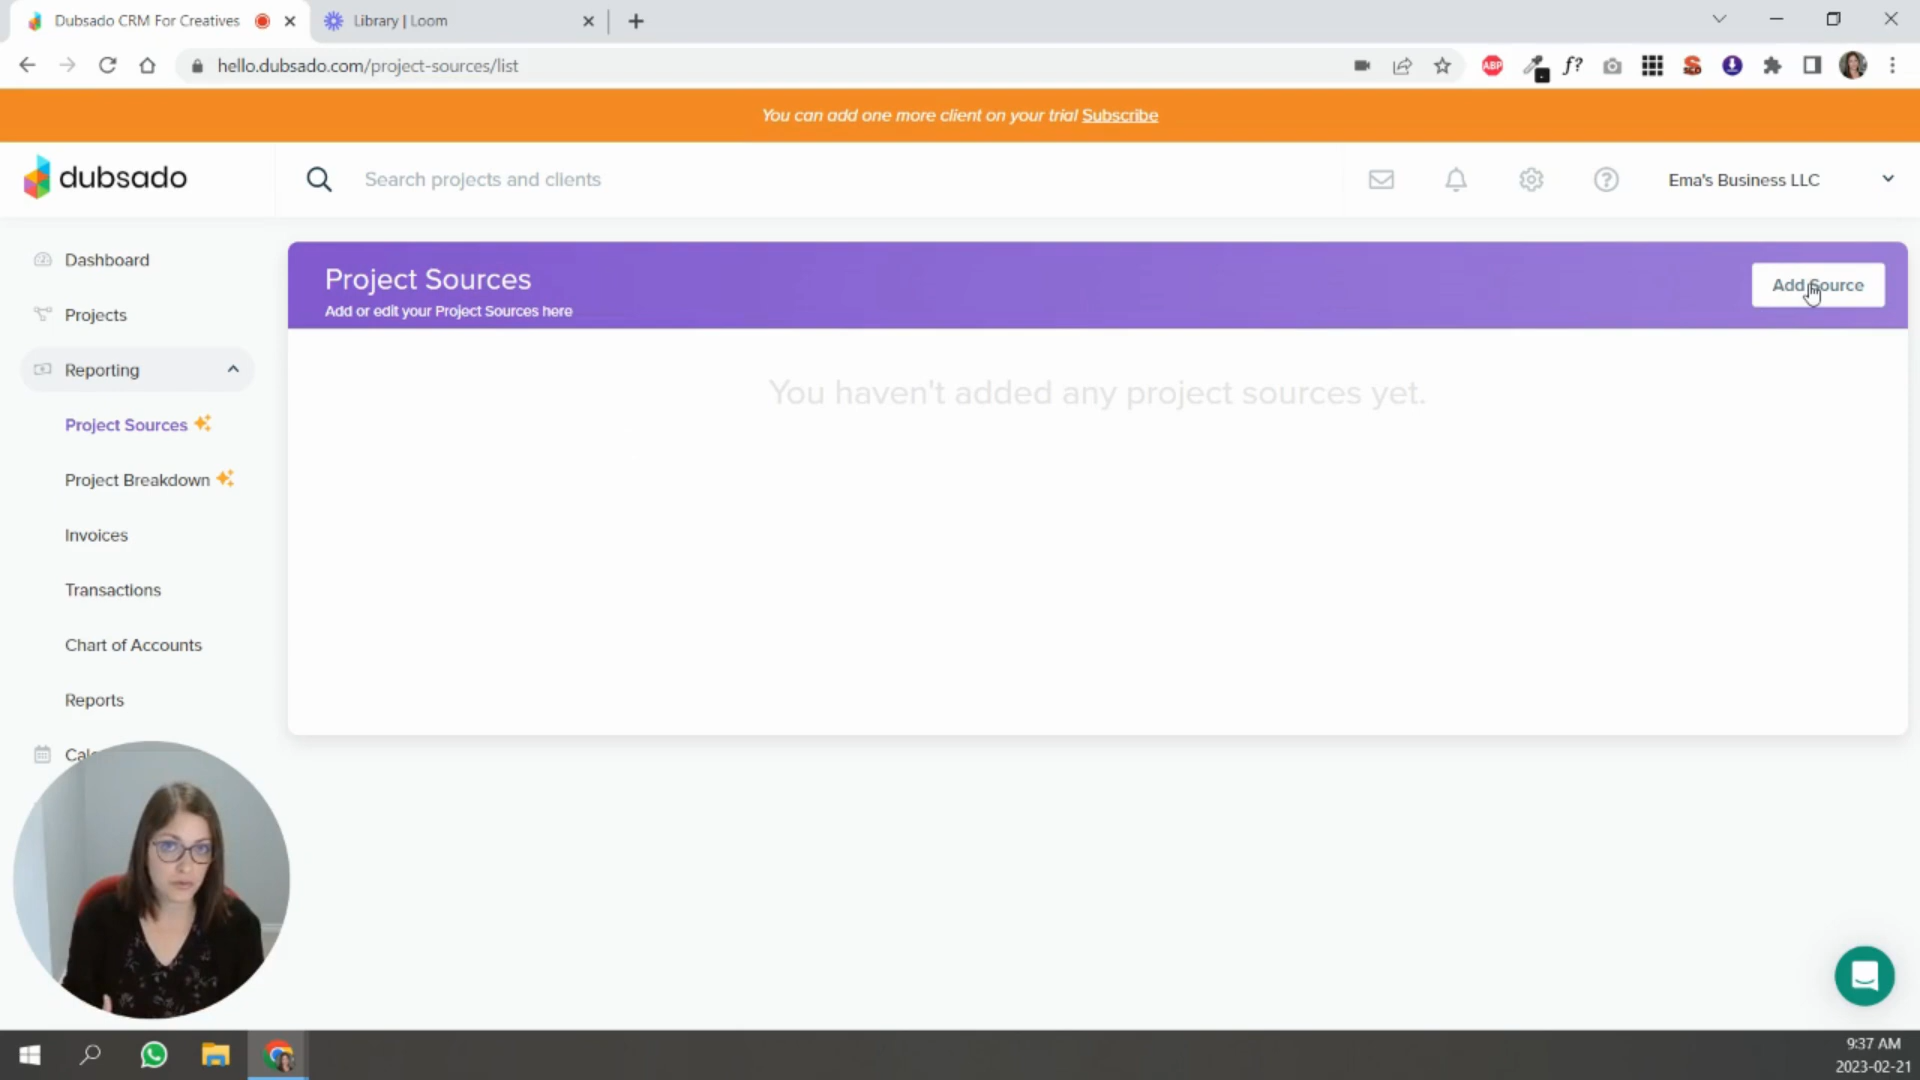 Dubsado CRM For Creatives
Library | Loom
hello.dubsado.com/project-sources/list
ABP
f?
You can add one more client on your trial Subscribe
dubsado
Search projects and clients
Ema's Business LLC
Dashboard
Projects
Reporting
Project Sources
Project Breakdown
Invoices
Transactions
Chart of Accounts
Reports
Project Sources
Add or edit your Project Sources here
Add Source
You haven't added any project sources yet.
9:37 AM
2023-02-21